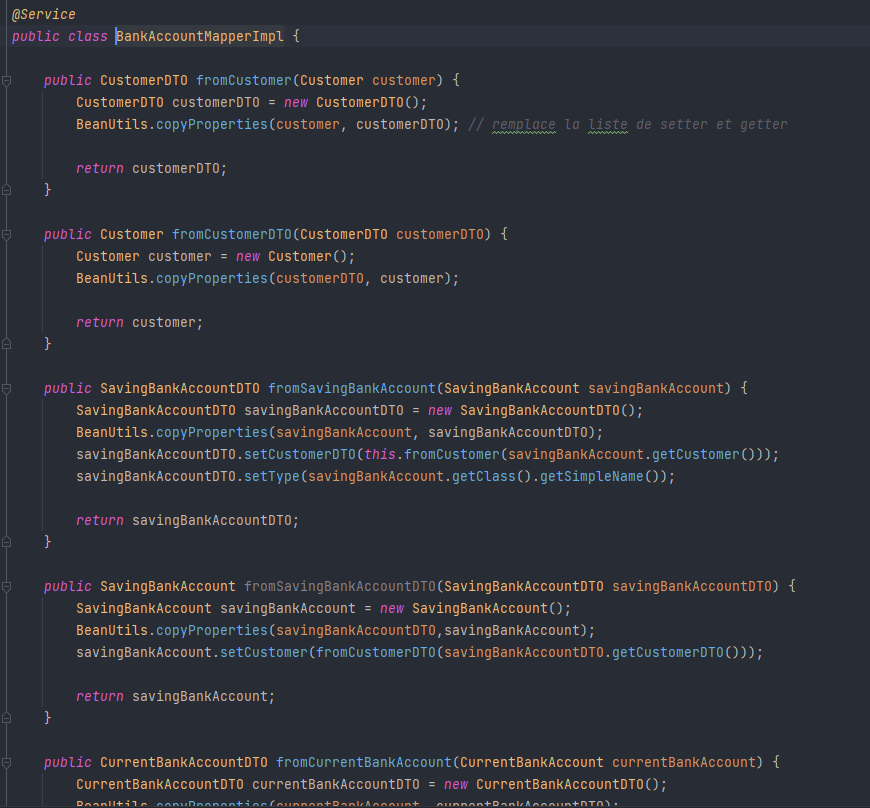 @Service
public class BankAccountMapperImpl {
public CustomerDTO fromCustomer(Customer customer) {
CustomerDTO customerDTO = new CustomerDTO();
BeanUtils.copyProperties(customer, customerDTO); // remplace la liste de setter et getter
return customerDTO;
}
public Customer fromCustomerDTO(CustomerDTO customerDTO) {
Customer customer = new Customer();
BeanUtils.copyProperties(customerDTO, customer);
return customer;
}
public SavingBankAccountDTO fromSavingBankAccount(SavingBankAccount savingBankAccount) {
SavingBankAccountDTO savingBankAccountDTO = new SavingBankAccountDTO();
BeanUtils.copyProperties(savingBankAccount, savingBankAccountDTO);
savingBankAccountDTO.setCustomerDTO(this.fromCustomer(savingBankAccount.getCustomer()));
savingBankAccountDTO.setType(savingBankAccount.getClass().getSimpleName());
return savingBankAccountDTO;
}
public SavingBankAccount fromSavingBankAccountDTO(SavingBankAccountDTO savingBankAccountDTO) {
SavingBankAccount savingBankAccount = new SavingBankAccount();
BeanUtils.copyProperties(savingBankAccountDTO,savingBankAccount);
savingBankAccount.setCustomer(fromCustomerDTO(savingBankAccountDTO.getCustomerDTO()));
return savingBankAccount;
}
public CurrentBankAccountDTO fromCurrentBankAccount(CurrentBankAccount currentBankAccount) {
CurrentBankAccountDTO currentBankAccountDTO = new CurrentBankAccountDTO();
BeanUtils.copyProperties(currentBankAccount, currentBankAccountDTO);